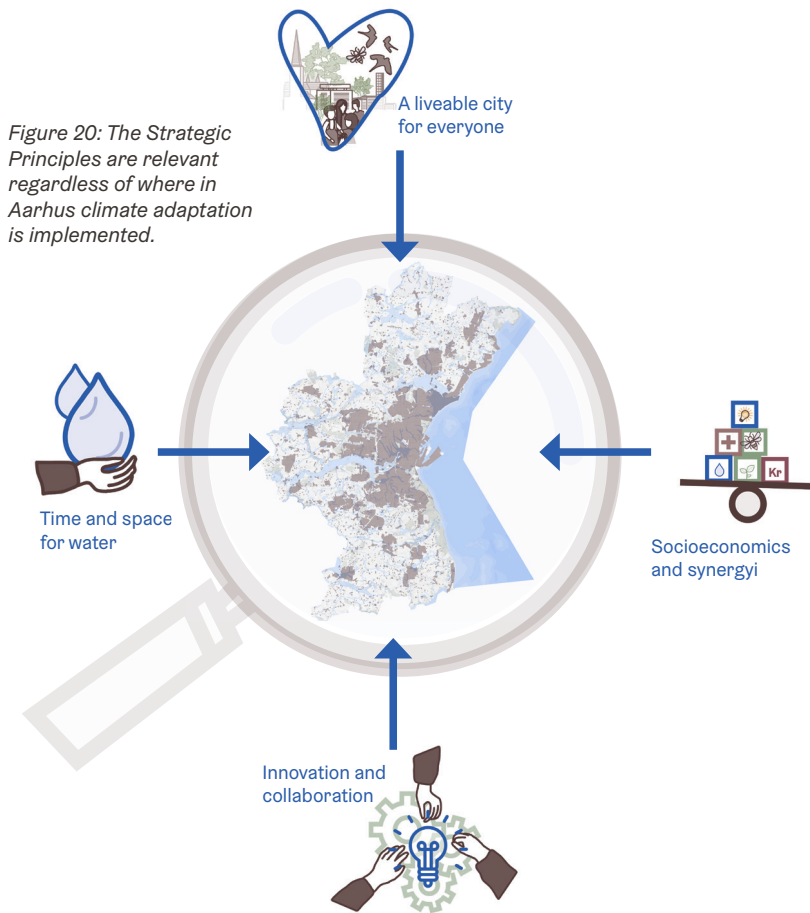 Figure 20: The Strategic
Principles are relevant
regardless of where in
Aarhus climate adaptation
is implemented.
A liveable city
for everyone
Time and space
for water
Kr
Socioeconomics
and synergyi
Innovation and
collaboration